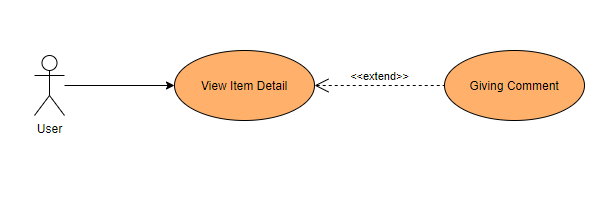 <<extend>>
View Item Detail
Giving Comment
User